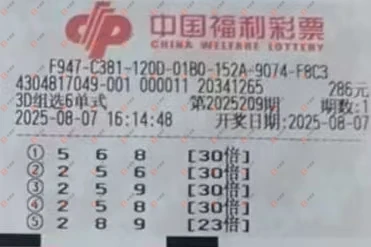 中国福利彩票
CHINA WELFARE LOTTERY
F947-C381-120D-01B0-152A-9074-F8C3
4304817049-001 000011 20341265 286元
3D组选6单式 第2025209期 期数:1
2025-08-07 16:14:48 开奖日期:2025-08-07
① 5 6 8 [30倍]
② 2 5 6 [30倍]
③ 2 5 9 [30倍]
④ 2 5 8 [30倍]
⑤ 2 8 9 [23倍]